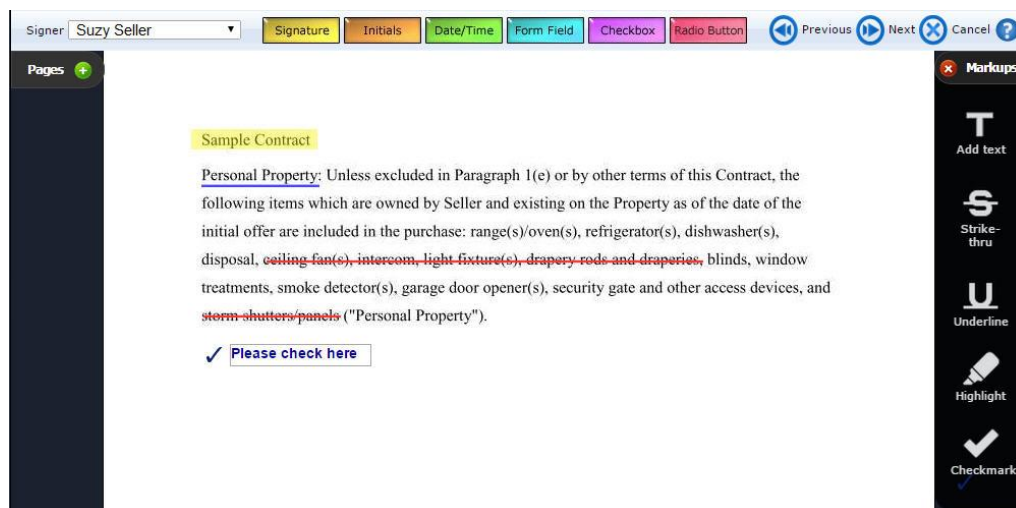 Signer Suzy Seller Signature Initials Date/Time Form Field Checkbox Radio Button Previous Next Cancel ?
Pages
Markups
Sample Contract
Personal Property: Unless excluded in Paragraph 1(e) or by other terms of this Contract, the
following items which are owned by Seller and existing on the Property as of the date of the
initial offer are included in the purchase: range(s)/oven(s), refrigerator(s), dishwasher(s),
disposal, ceiling fan(s), intercom, light fixture(s), drapery rods and draperies, blinds, window
treatments, smoke detector(s), garage door opener(s), security gate and other access devices, and
storm shutters/panels ("Personal Property").
Please check here
T
Add text
S
Strike-
thru
U
Underline
Highlight
Checkmark